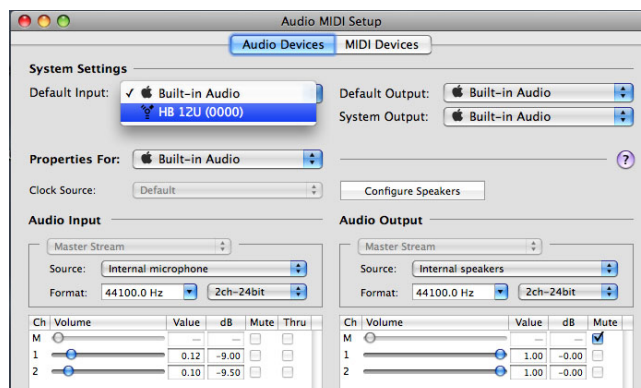 Audio MIDI Setup
Audio Devices MIDI Devices
System Settings
Default Input: ✓ Built-in Audio Default Output: Built-in Audio
HB 12U (0000) System Output: Built-in Audio
Properties For: Built-in Audio ?
Clock Source: Default Configure Speakers
Audio Input Audio Output
Master Stream Master Stream
Source: Internal microphone Source: Internal speakers
Format: 44100.0 Hz 2ch-24bit Format: 44100.0 Hz 2ch-24bit
Ch Volume Value dB Mute Thru Ch Volume Value dB Mute
M — — M — —
1 0.12 -9.00 1 1.00 -0.00
2 0.10 -9.50 2 1.00 -0.00